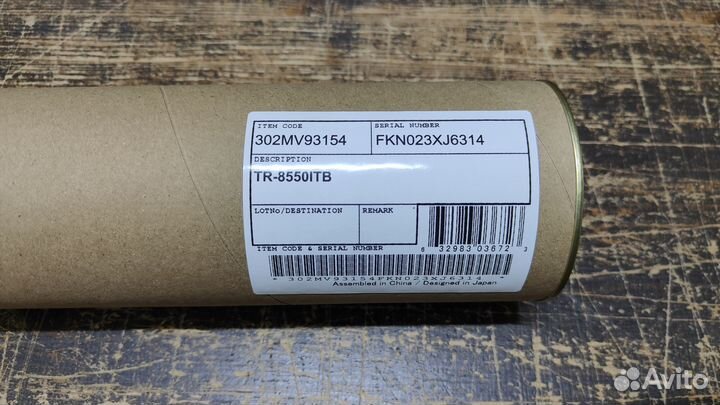 ITEM CODE SERIAL NUMBER
302MV93154 FKN023XJ6314
DESCRIPTION
TR-8550ITB
LOTNo/DESTINATION REMARK
6 32983 03672 3
ITEM CODE & SERIAL NUMBER
* 302MV93154FKN023XJ6314 *
Assembled in China / Designed in Japan
Avito